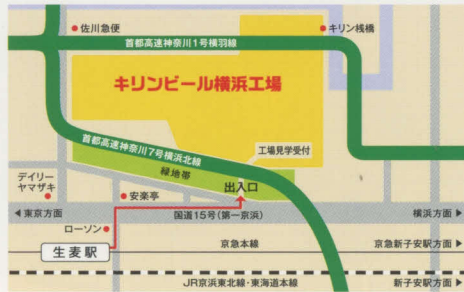 佐川急便
キリン桟橋
首都高速神奈川1号横羽線
キリンビール横浜工場
首都高速神奈川7号横浜北線
工場見学受付
緑地帯
デイリー
ヤマザキ
安楽亭
出入口
◀東京方面
国道15号(第一京浜)
横浜方面▶
ローソン
生麦駅
京急本線
京急新子安駅方面▶
JR京浜東北線・東海道本線
新子安駅方面▶